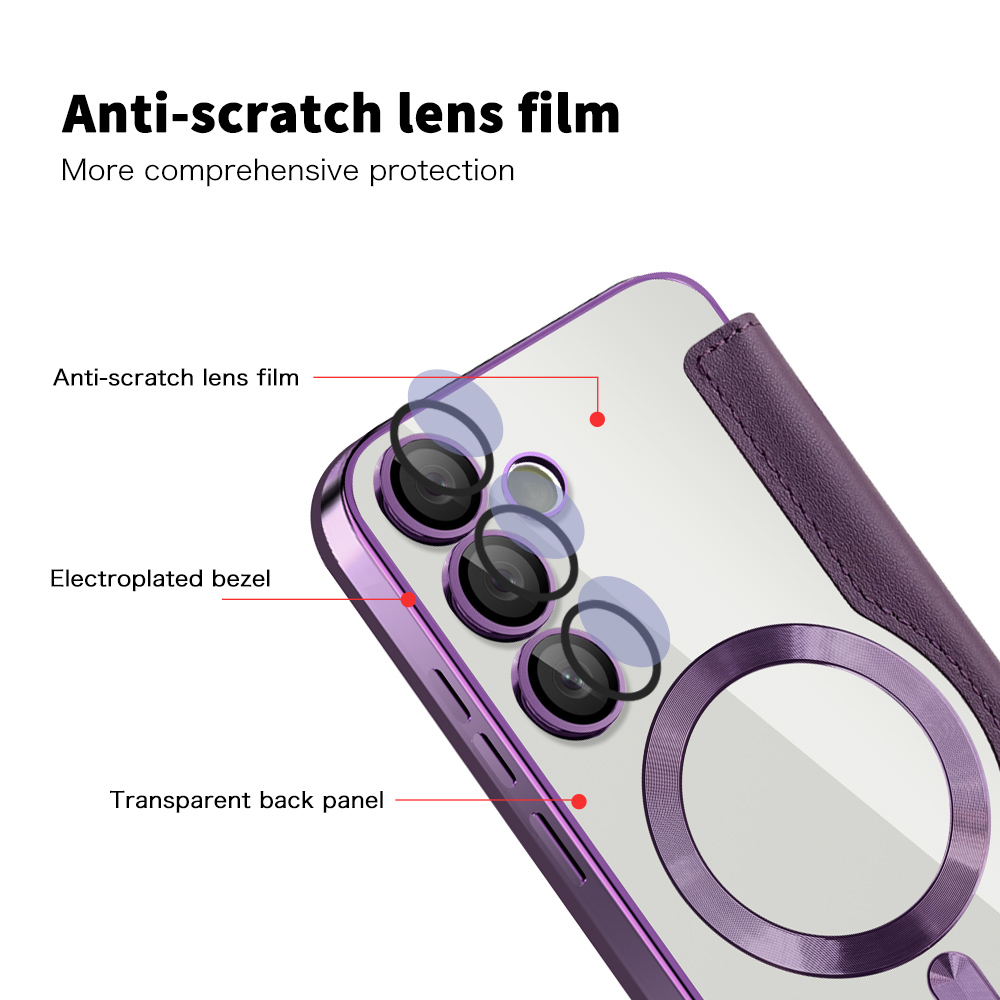 Anti-scratch lens film
More comprehensive protection
Anti-scratch lens film
Electroplated bezel
Transparent back panel